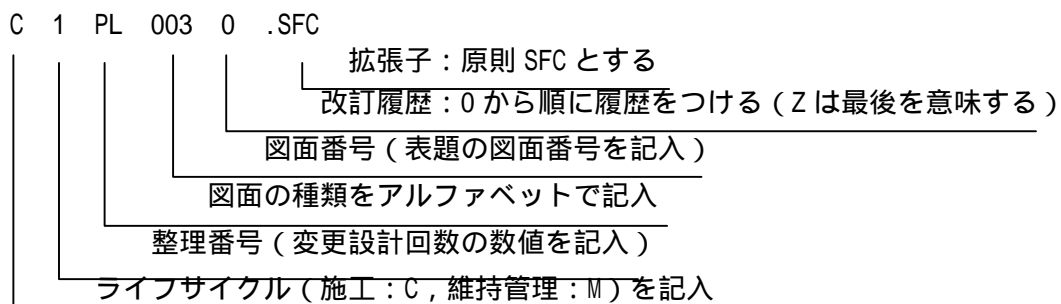 C 1 PL 003 0 .SFC
拡張子：原則 SFC とする
改訂履歴：0 から順に履歴をつける（Z は最後を意味する）
図面番号（表題の図面番号を記入）
図面の種類をアルファベットで記入
整理番号（変更設計回数の数値を記入）
ライフサイクル（施工：C，維持管理：M）を記入